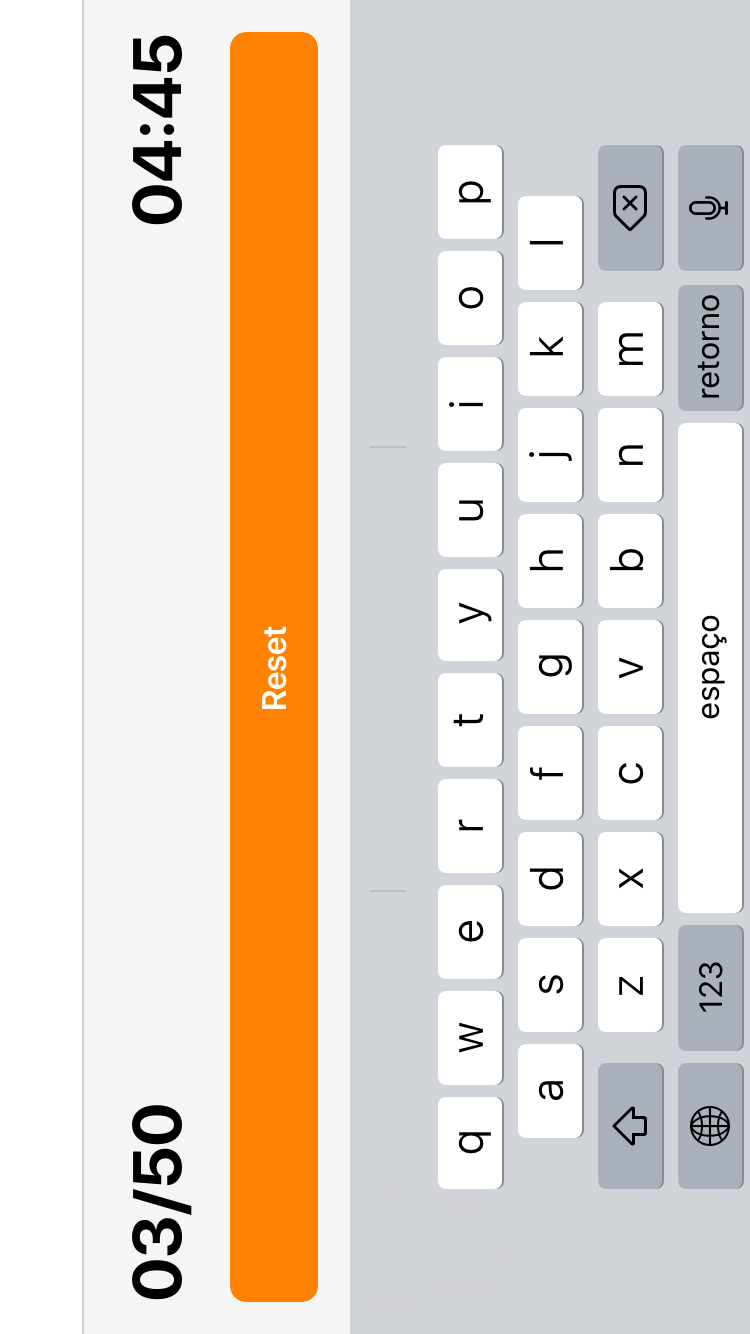 03/50 04:45
Reset
q w e r t y u i o p
a s d f g h j k l
z x c v b n m
123 espaço retorno